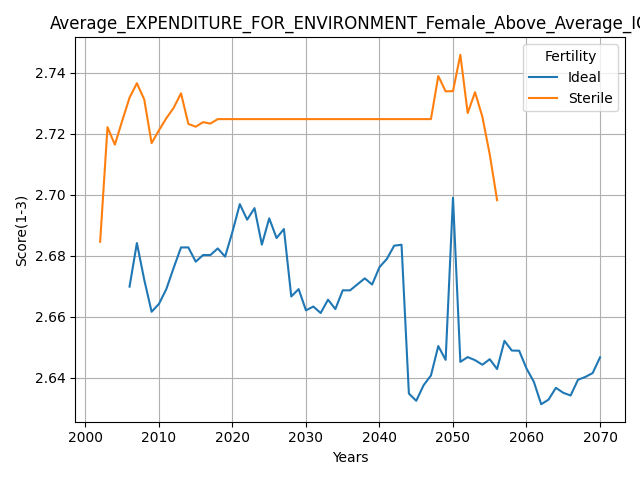 Average_EXPENDITURE_FOR_ENVIRONMENT_Female_Above_Average_IQ
Fertility
Ideal
Sterile
2.74
2.72
2.70
2.68
2.66
2.64
Score(1-3)
2000 2010 2020 2030 2040 2050 2060 2070
Years